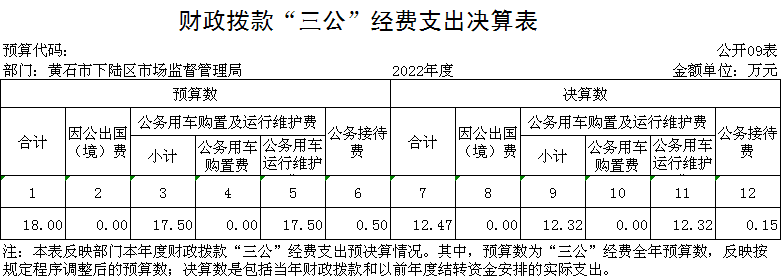 财政拨款“三公”经费支出决算表
预算代码： 公开09表
部门：黄石市下陆区市场监督管理局 2022年度 金额单位：万元
预算数 决算数
合计 因公出国（境）费 公务用车购置及运行维护费 公务接待费 合计 因公出国（境）费 公务用车购置及运行维护费 公务接待费
小计 公务用车购置费 公务用车运行维护 小计 公务用车购置费 公务用车运行维护
1 2 3 4 5 6 7 8 9 10 11 12
18.00 0.00 17.50 0.00 17.50 0.50 12.47 0.00 12.32 0.00 12.32 0.15
注：本表反映部门本年度财政拨款“三公”经费支出预决算情况。其中，预算数为“三公”经费全年预算数，反映按
规定程序调整后的预算数；决算数是包括当年财政拨款和以前年度结转资金安排的实际支出。